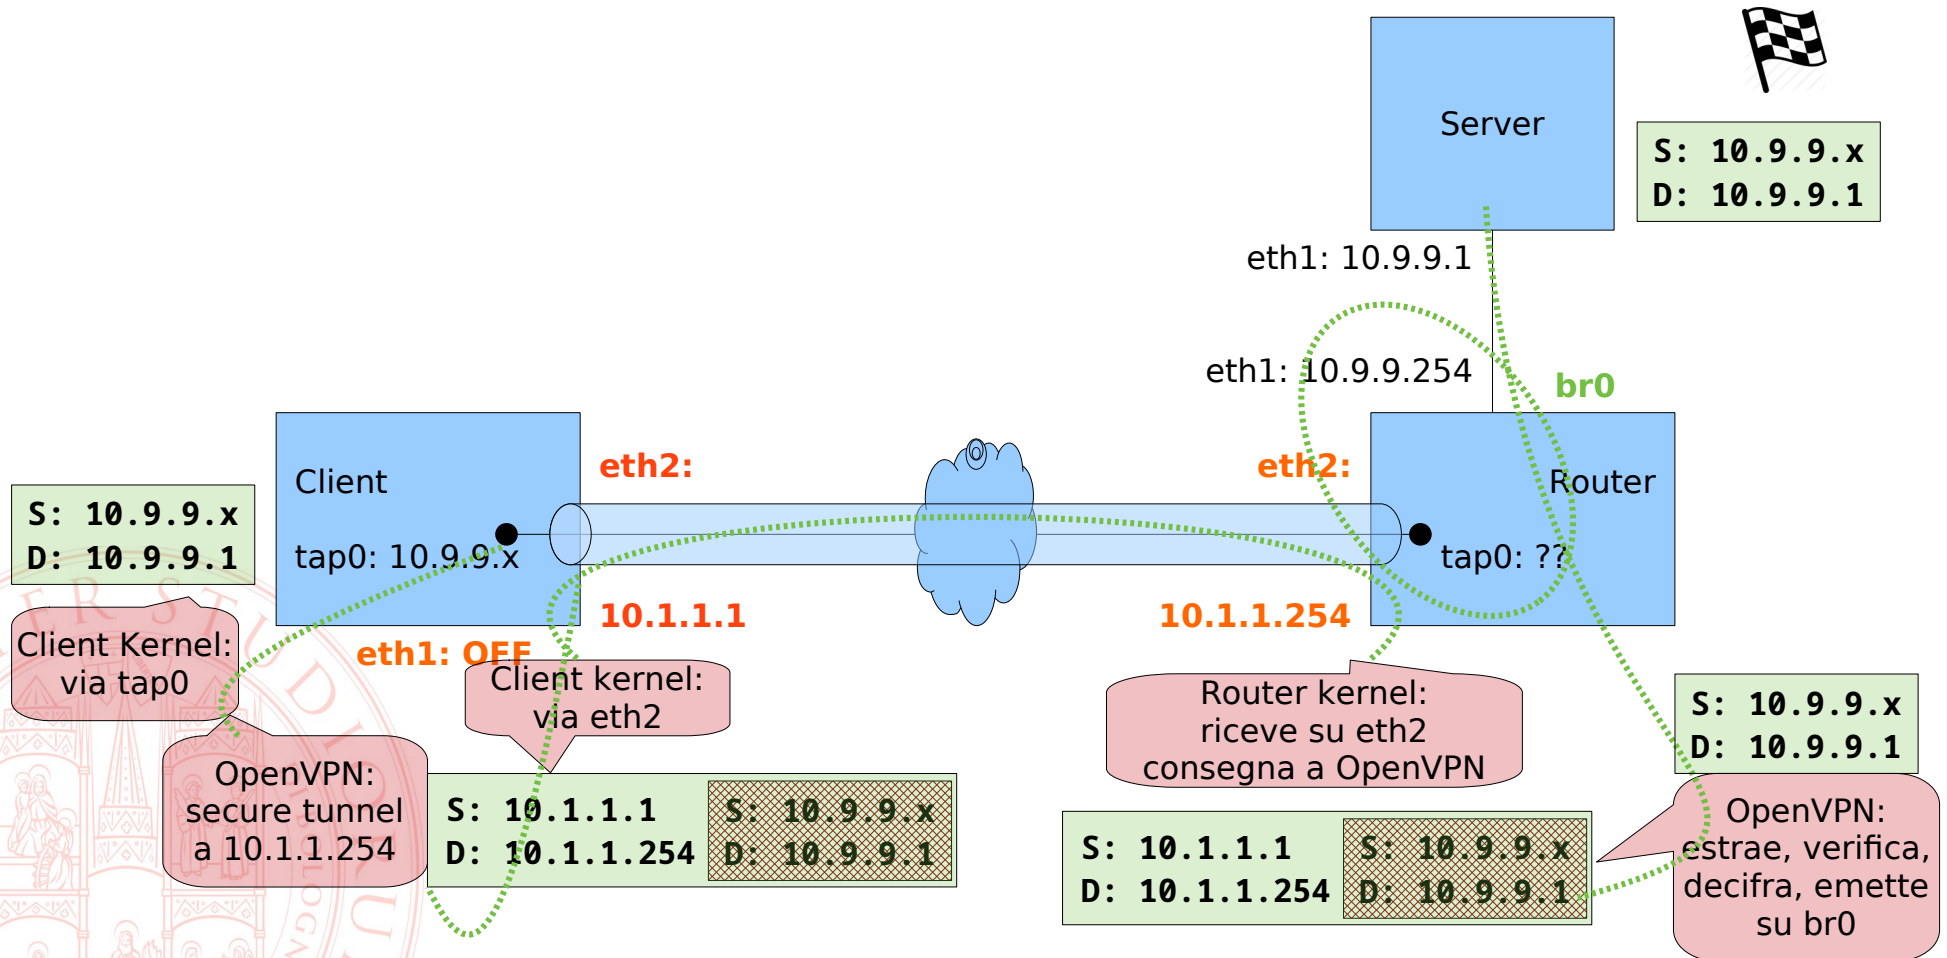 Server
S: 10.9.9.x
D: 10.9.9.1
eth1: 10.9.9.1
eth1: 10.9.9.254
br0
Client
tap0: 10.9.9.x
eth2:
10.1.1.1
eth1: OFF
eth2:
10.1.1.254
Router
tap0: ??
S: 10.9.9.x
D: 10.9.9.1
Client Kernel:
via tap0
OpenVPN:
secure tunnel
a 10.1.1.254
Client kernel:
via eth2
S: 10.1.1.1
D: 10.1.1.254
S: 10.9.9.x
D: 10.9.9.1
Router kernel:
riceve su eth2
consegna a OpenVPN
S: 10.1.1.1
D: 10.1.1.254
S: 10.9.9.x
D: 10.9.9.1
S: 10.9.9.x
D: 10.9.9.1
OpenVPN:
estrae, verifica,
decifra, emette
su br0